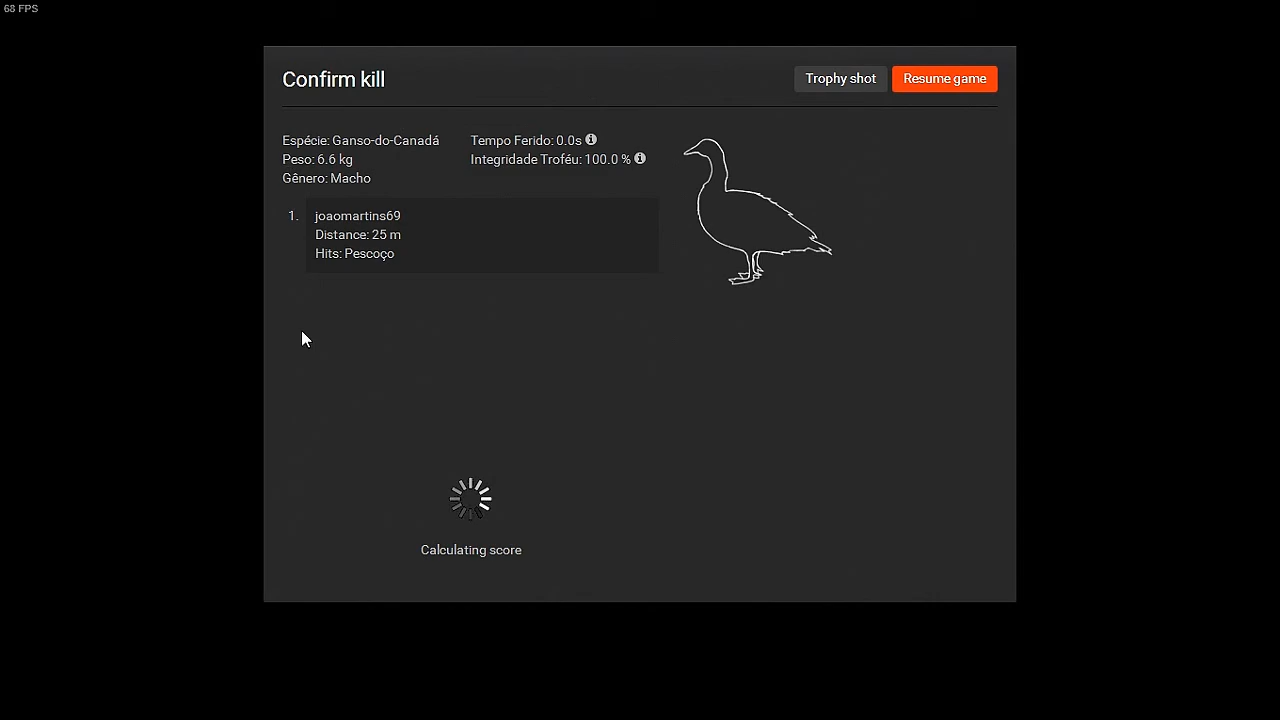 68 FPS
Confirm kill
Trophy shot
Resume game
Espécie: Ganso-do-Canadá
Peso: 6.6 kg
Gênero: Macho
Tempo Ferido: 0.0s
Integridade Troféu: 100.0 %
1.
joaomartins69
Distance: 25 m
Hits: Pescoço
Calculating score